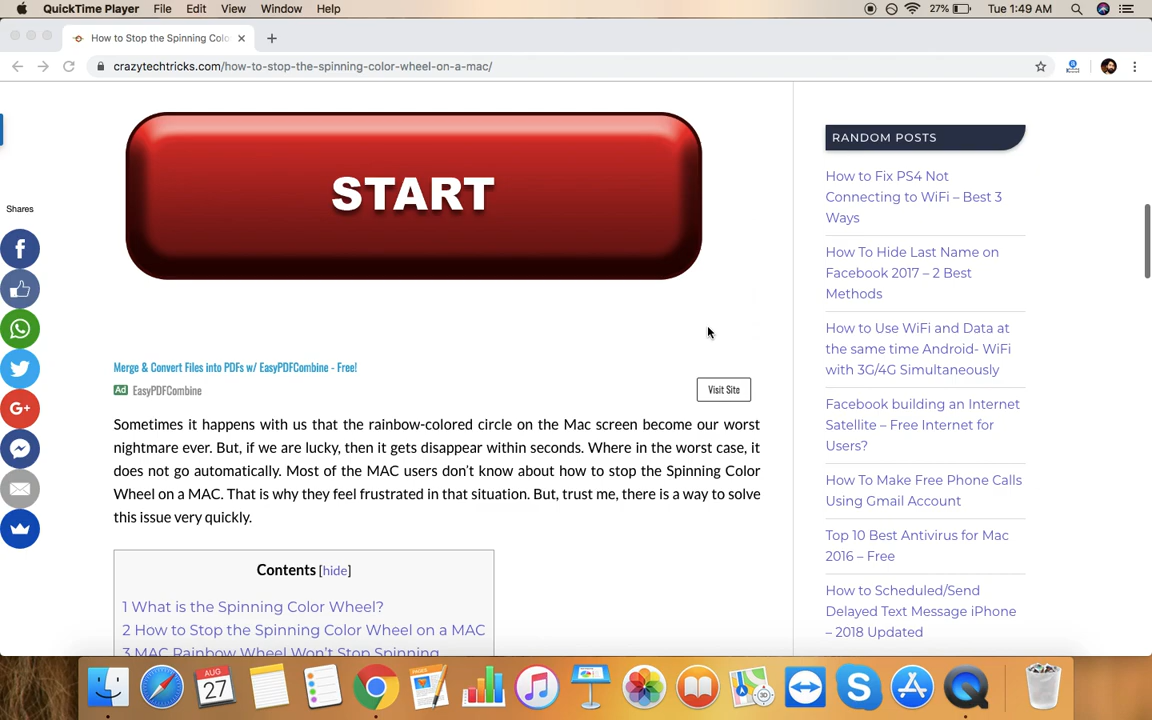 QuickTime Player File Edit View Window Help 27% Tue 1:49 AM
How to Stop the Spinning Colo
crazytechtricks.com/how-to-stop-the-spinning-color-wheel-on-a-mac/
START
Shares
Merge & Convert Files into PDFs w/ EasyPDFCombine - Free!
Ad EasyPDFCombine
Visit Site
Sometimes it happens with us that the rainbow-colored circle on the Mac screen become our worst
nightmare ever. But, if we are lucky, then it gets disappear within seconds. Where in the worst case, it
does not go automatically. Most of the MAC users don't know about how to stop the Spinning Color
Wheel on a MAC. That is why they feel frustrated in that situation. But, trust me, there is a way to solve
this issue very quickly.
Contents [hide]
1 What is the Spinning Color Wheel?
2 How to Stop the Spinning Color Wheel on a MAC
3 MAC Rainbow Wheel Won't Stop Spinning
RANDOM POSTS
How to Fix PS4 Not
Connecting to WiFi – Best 3
Ways
How To Hide Last Name on
Facebook 2017 – 2 Best
Methods
How to Use WiFi and Data at
the same time Android- WiFi
with 3G/4G Simultaneously
Facebook building an Internet
Satellite – Free Internet for
Users?
How To Make Free Phone Calls
Using Gmail Account
Top 10 Best Antivirus for Mac
2016 – Free
How to Scheduled/Send
Delayed Text Message iPhone
– 2018 Updated
AUG
27